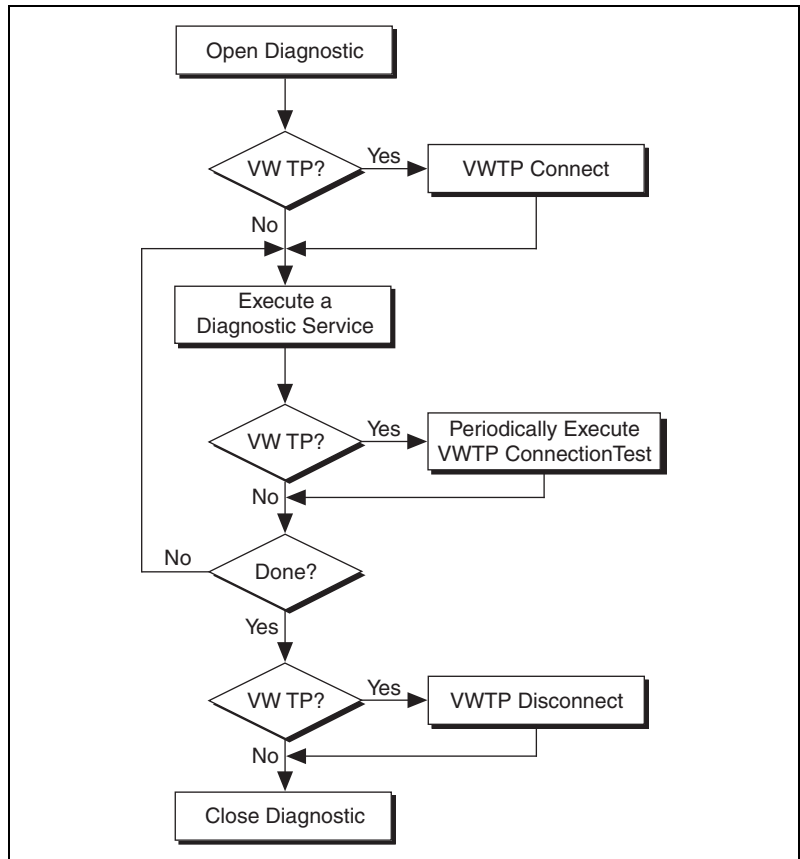 Open Diagnostic
VW TP?
Yes
VWTP Connect
No
Execute a
Diagnostic Service
VW TP?
Yes
Periodically Execute
VWTP ConnectionTest
No
No
Done?
Yes
VW TP?
Yes
VWTP Disconnect
No
Close Diagnostic